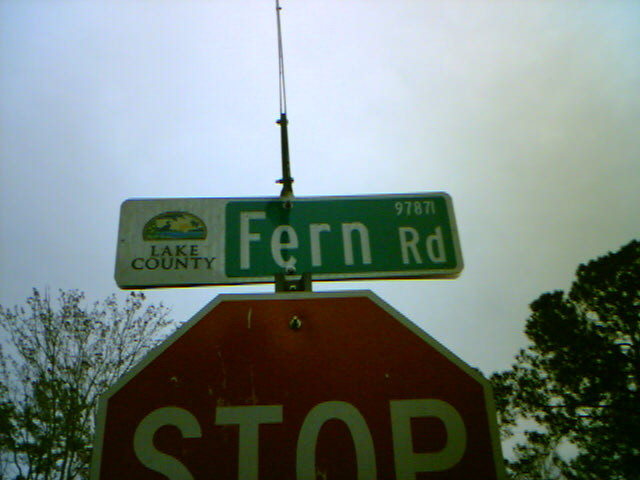 97871
LAKE
COUNTY
Fern Rd
STOP